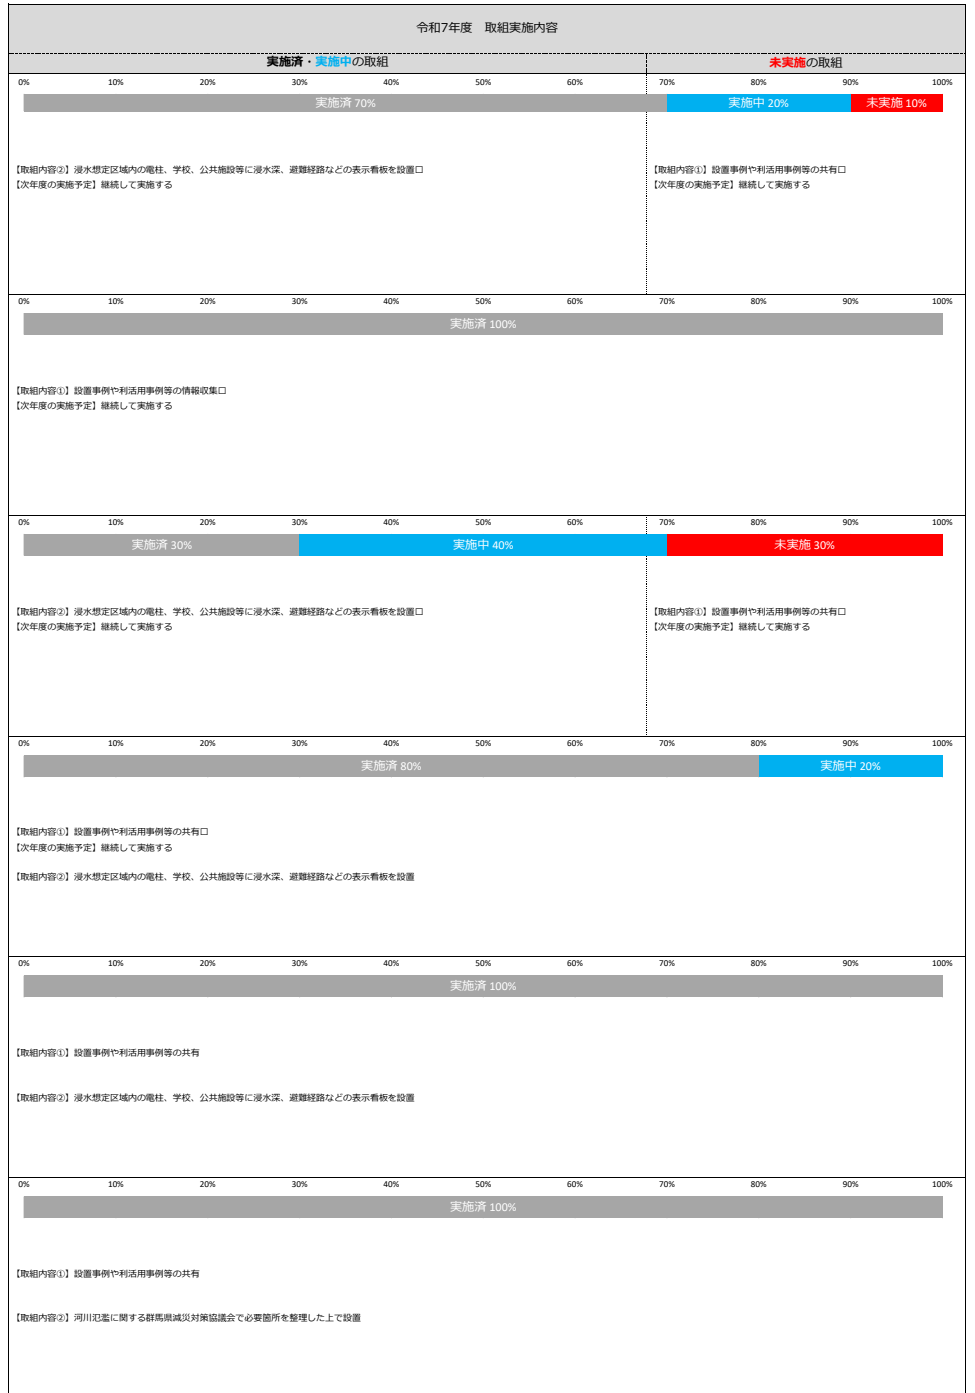 令和7年度　取組実施内容
実施済・実施中の取組
未実施の取組
0% 10% 20% 30% 40% 50% 60% 70% 80% 90% 100%
実施済 70% 実施中 20% 未実施 10%
【取組内容②】浸水想定区域内の電柱、学校、公共施設等に浸水深、避難経路などの表示看板を設置口
【次年度の実施予定】継続して実施する
【取組内容①】設置事例や利活用事例等の共有口
【次年度の実施予定】継続して実施する
0% 10% 20% 30% 40% 50% 60% 70% 80% 90% 100%
実施済 100%
【取組内容①】設置事例や利活用事例等の情報収集口
【次年度の実施予定】継続して実施する
0% 10% 20% 30% 40% 50% 60% 70% 80% 90% 100%
実施済 30% 実施中 40% 未実施 30%
【取組内容②】浸水想定区域内の電柱、学校、公共施設等に浸水深、避難経路などの表示看板を設置口
【次年度の実施予定】継続して実施する
【取組内容①】設置事例や利活用事例等の共有口
【次年度の実施予定】継続して実施する
0% 10% 20% 30% 40% 50% 60% 70% 80% 90% 100%
実施済 80% 実施中 20%
【取組内容①】設置事例や利活用事例等の共有口
【次年度の実施予定】継続して実施する
【取組内容②】浸水想定区域内の電柱、学校、公共施設等に浸水深、避難経路などの表示看板を設置
0% 10% 20% 30% 40% 50% 60% 70% 80% 90% 100%
実施済 100%
【取組内容①】設置事例や利活用事例等の共有
【取組内容②】浸水想定区域内の電柱、学校、公共施設等に浸水深、避難経路などの表示看板を設置
0% 10% 20% 30% 40% 50% 60% 70% 80% 90% 100%
実施済 100%
【取組内容①】設置事例や利活用事例等の共有
【取組内容②】河川氾濫に関する群馬県減災対策協議会で必要箇所を整理した上で設置